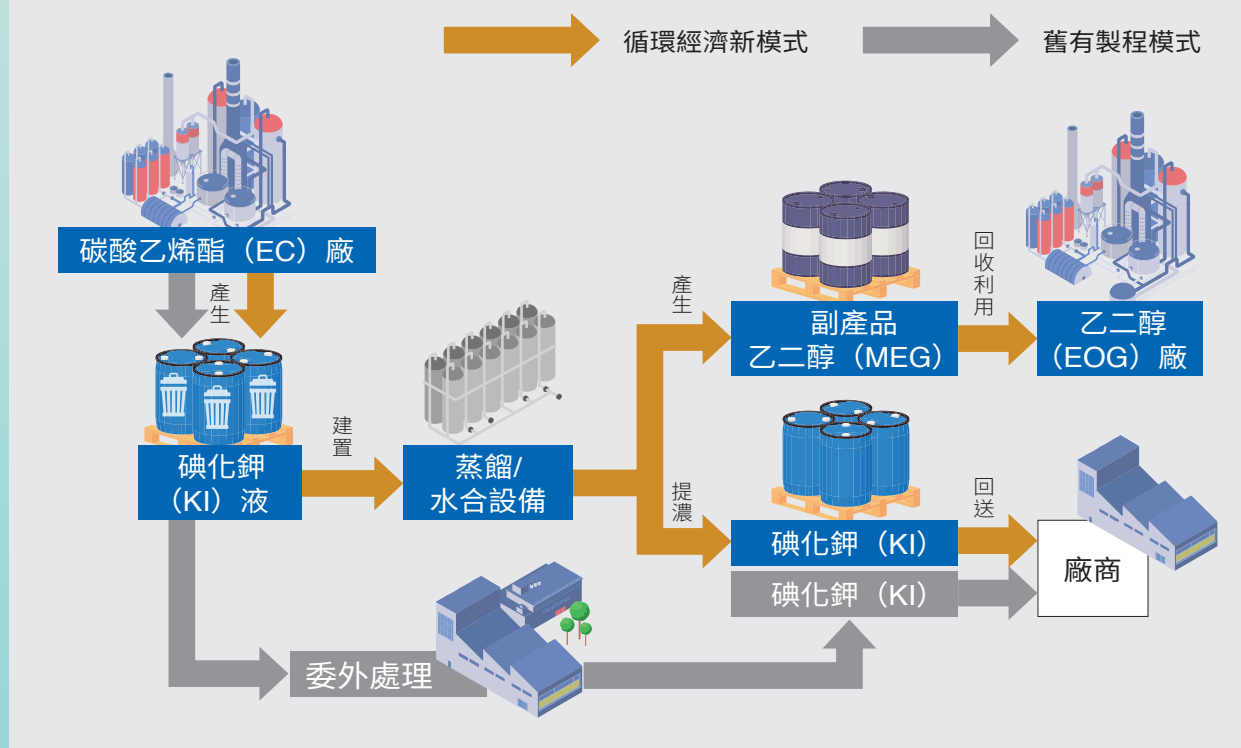 循環經濟新模式
舊有製程模式
碳酸乙烯酯（EC）廠
產生
碘化鉀
（KI）液
建置
蒸餾/
水合設備
產生
副產品
乙二醇（MEG）
回收利用
乙二醇
（EOG）廠
提濃
碘化鉀（KI）
回送
廠商
碘化鉀（KI）
委外處理